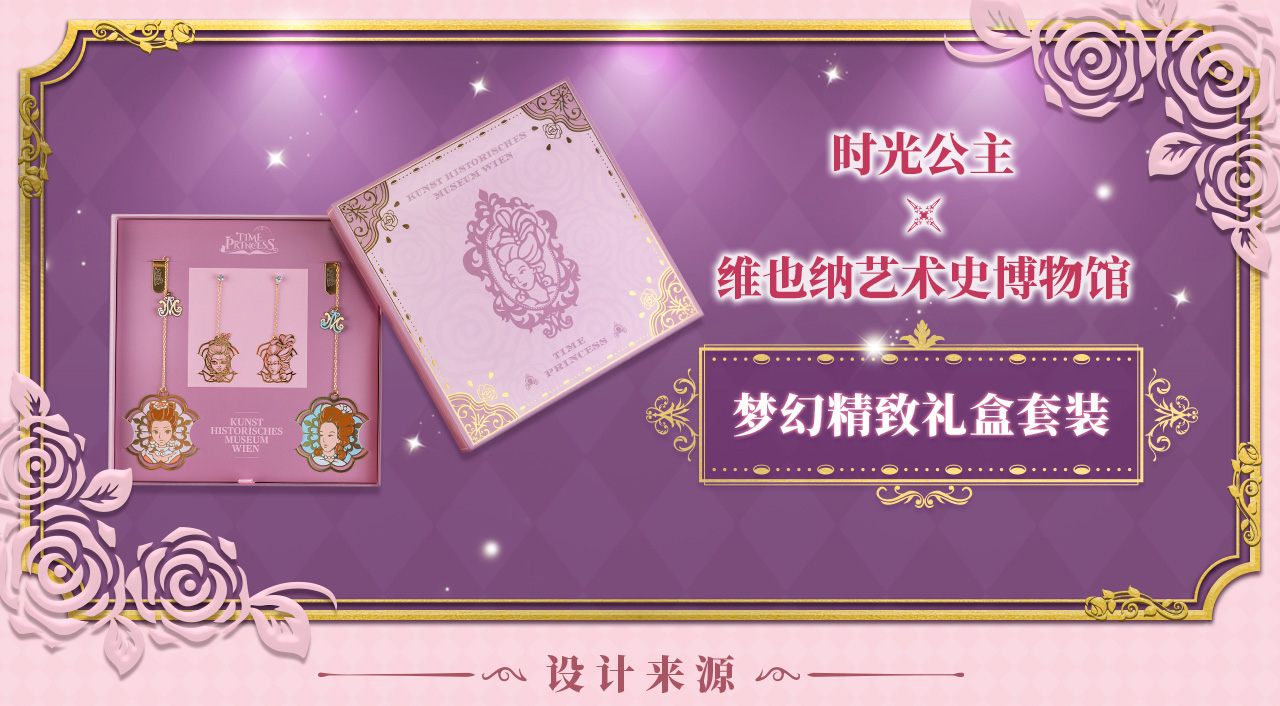 时光公主
维也纳艺术史博物馆
梦幻精致礼盒套装
KUNST HISTORISCHES
MUSEUM WIEN
TIME
PRINCESS
TIME
PRINCESS
KUNST
HISTORISCHES
MUSEUM
WIEN
设计来源